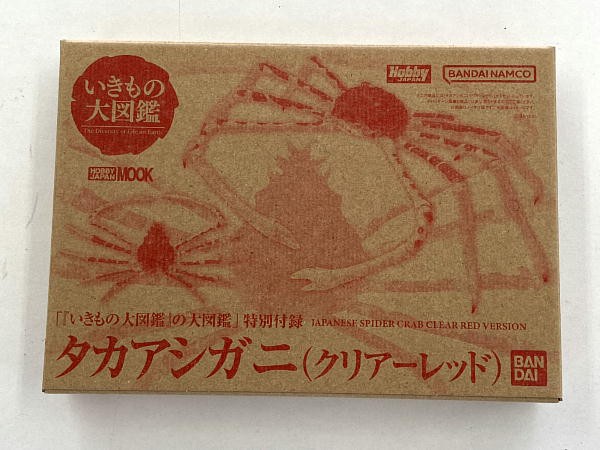 いきもの
大図鑑
The Diversity of Life on Earth
HOBBY JAPAN MOOK
Hobby JAPAN
BANDAI NAMCO
「『いきもの大図鑑』の大図鑑」特別付録 JAPANESE SPIDER CRAB CLEAR RED VERSION
タカアシガニ(クリアーレッド)
BANDAI